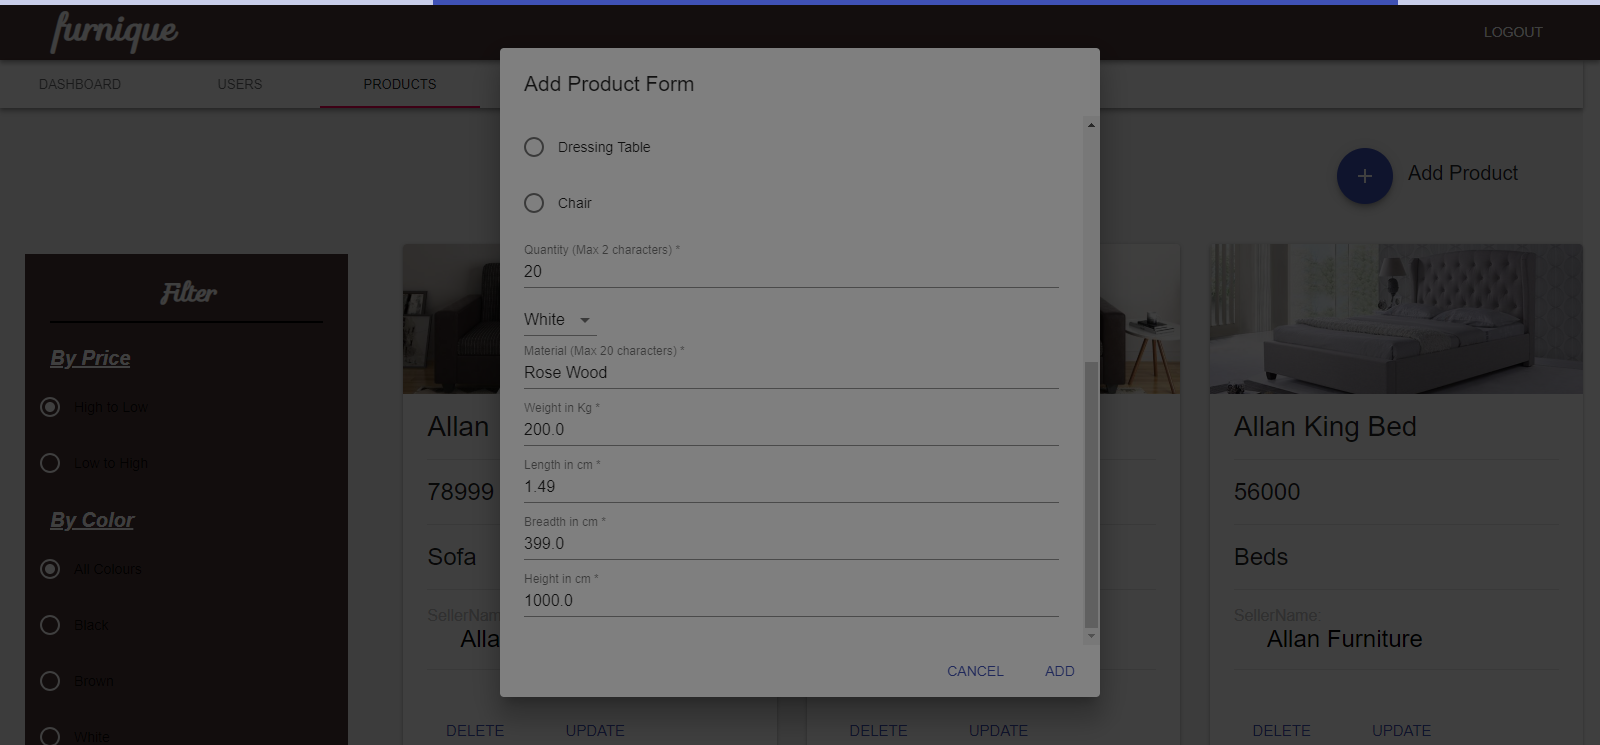 furnique
LOGOUT
DASHBOARD
USERS
PRODUCTS
Add Product Form
Dressing Table
Chair
Quantity (Max 2 characters) *
20
White
Material (Max 20 characters) *
Rose Wood
Weight in Kg *
200.0
Length in cm *
1.49
Breadth in cm *
399.0
Height in cm *
1000.0
CANCEL
ADD
Add Product
Filter
By Price
High to Low
Low to High
By Color
All Colours
Black
Brown
White
Allan
78999
Sofa
SellerNam
Alla
DELETE
UPDATE
DELETE
UPDATE
Allan King Bed
56000
Beds
SellerName
Allan Furniture
DELETE
UPDATE